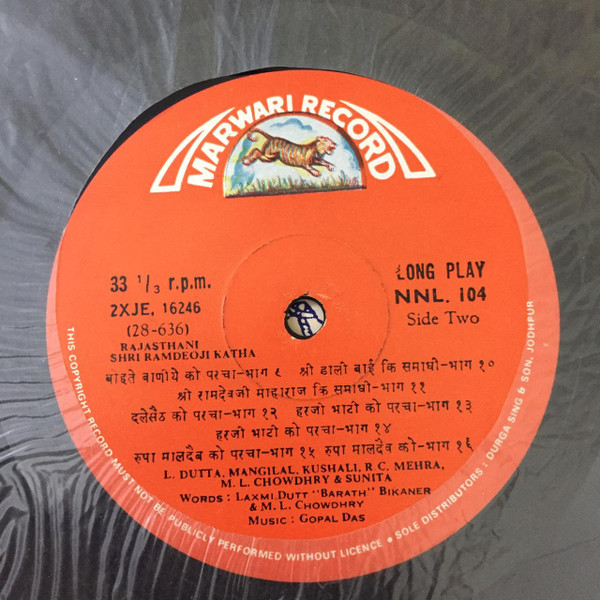 MARWARI RECORD
33 1/3 r.p.m.
2XJE. 16246
(28-636)
LONG PLAY
NNL. 104
Side Two
RAJASTHANI
SHRI RAMDEOJI KATHA
बाहते बाणीये को परचा-भाग ९ श्री डाली बाई कि समाधी-भाग १०
श्री रामदेवजी माहाराज कि समाधी-भाग ११
दलेसेठ को परचा-भाग १२ हरजी भाटी को परचा-भाग १३
हरजी भाटी को परचा-भाग १४
रुपा मालदैव को परचा-भाग १५ रुपा मालदैव को-भाग १६
L. DUTTA, MANGILAL, KUSHALI, R.C. MEHRA,
M. L. CHOWDHRY & SUNITA
WORDS : LAXMI DUTT "BARATH" BIKANER
& M. L. CHOWDHRY
MUSIC : GOPAL DAS
THIS COPYRIGHT RECORD MUST NOT BE PUBLICLY PERFORMED WITHOUT LICENCE • SOLE DISTRIBUTORS : DURGA SING & SON, JODHPUR